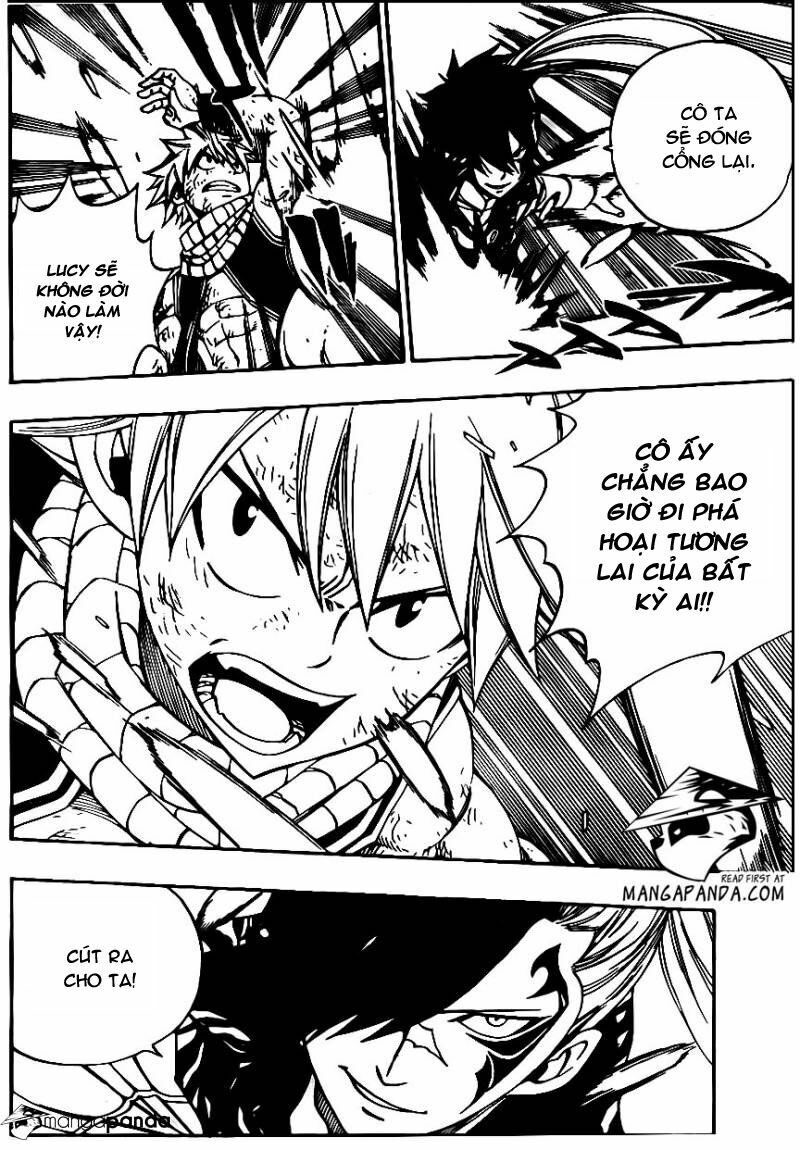 CÔ TA
SẼ ĐÓNG
CỔNG LẠI.
LUCY SẼ
KHÔNG ĐỜI
NÀO LÀM
VẬY!
CÔ ẤY
CHẲNG BAO
GIỜ ĐI PHÁ
HOẠI TƯƠNG
LAI CỦA BẤT
KỲ AI!!
READ FIRST AT
MANGAPANDA.COM
CÚT RA
CHO TA!
mangapanda